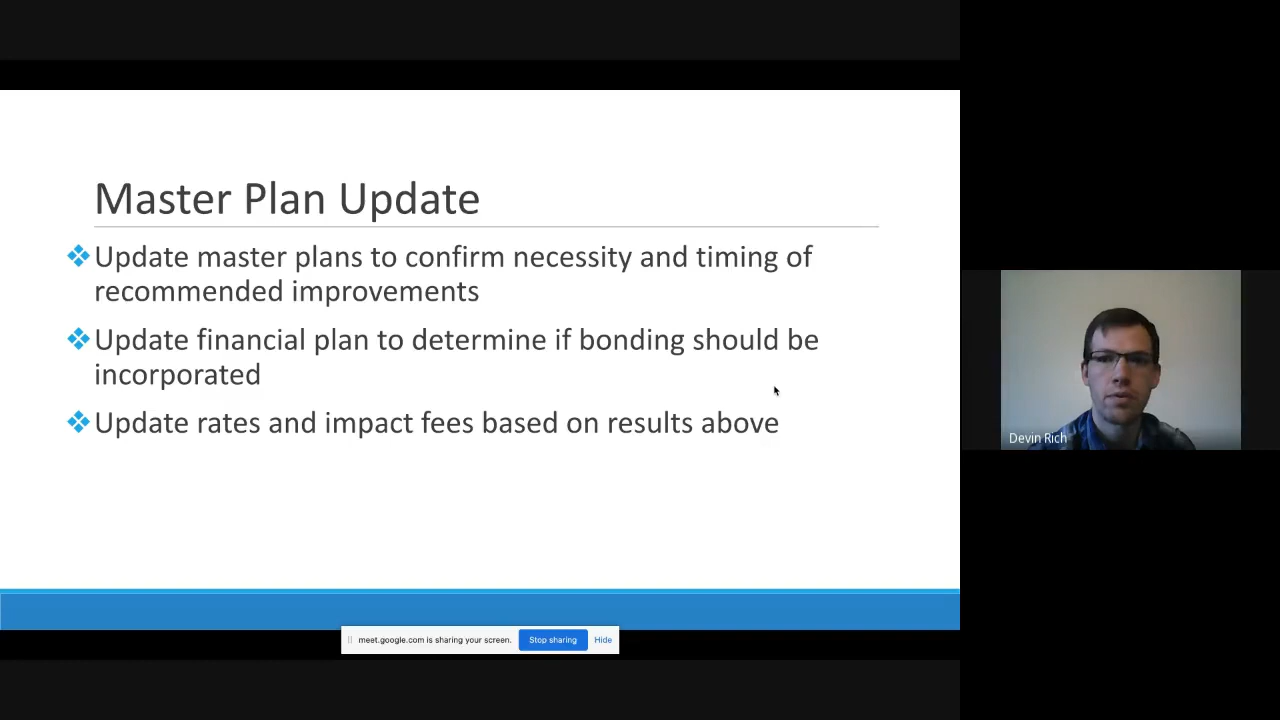 Master Plan Update
Update master plans to confirm necessity and timing of
recommended improvements
Update financial plan to determine if bonding should be
incorporated
Update rates and impact fees based on results above
Devin Rich
meet.google.com is sharing your screen. Stop sharing Hide